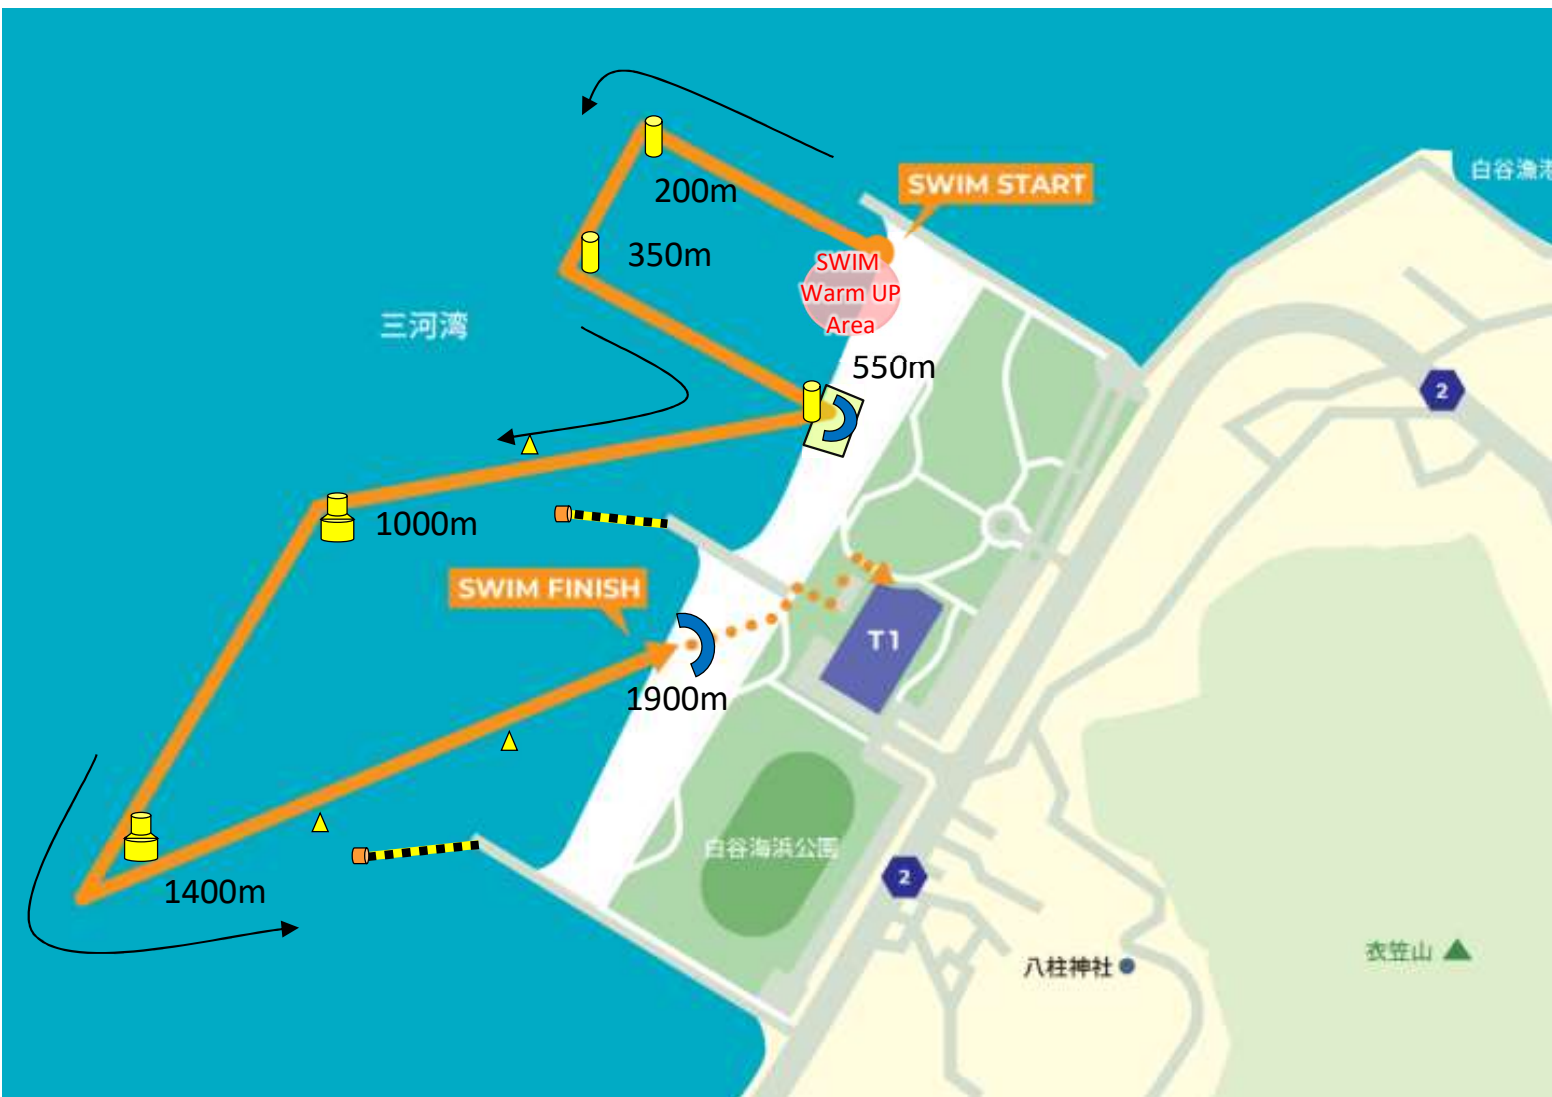 白谷漁港
SWIM START
200m
350m
SWIM
Warm UP
Area
三河湾
550m
2
1000m
SWIM FINISH
T1
1900m
白谷海浜公園
2
1400m
衣笠山
八柱神社